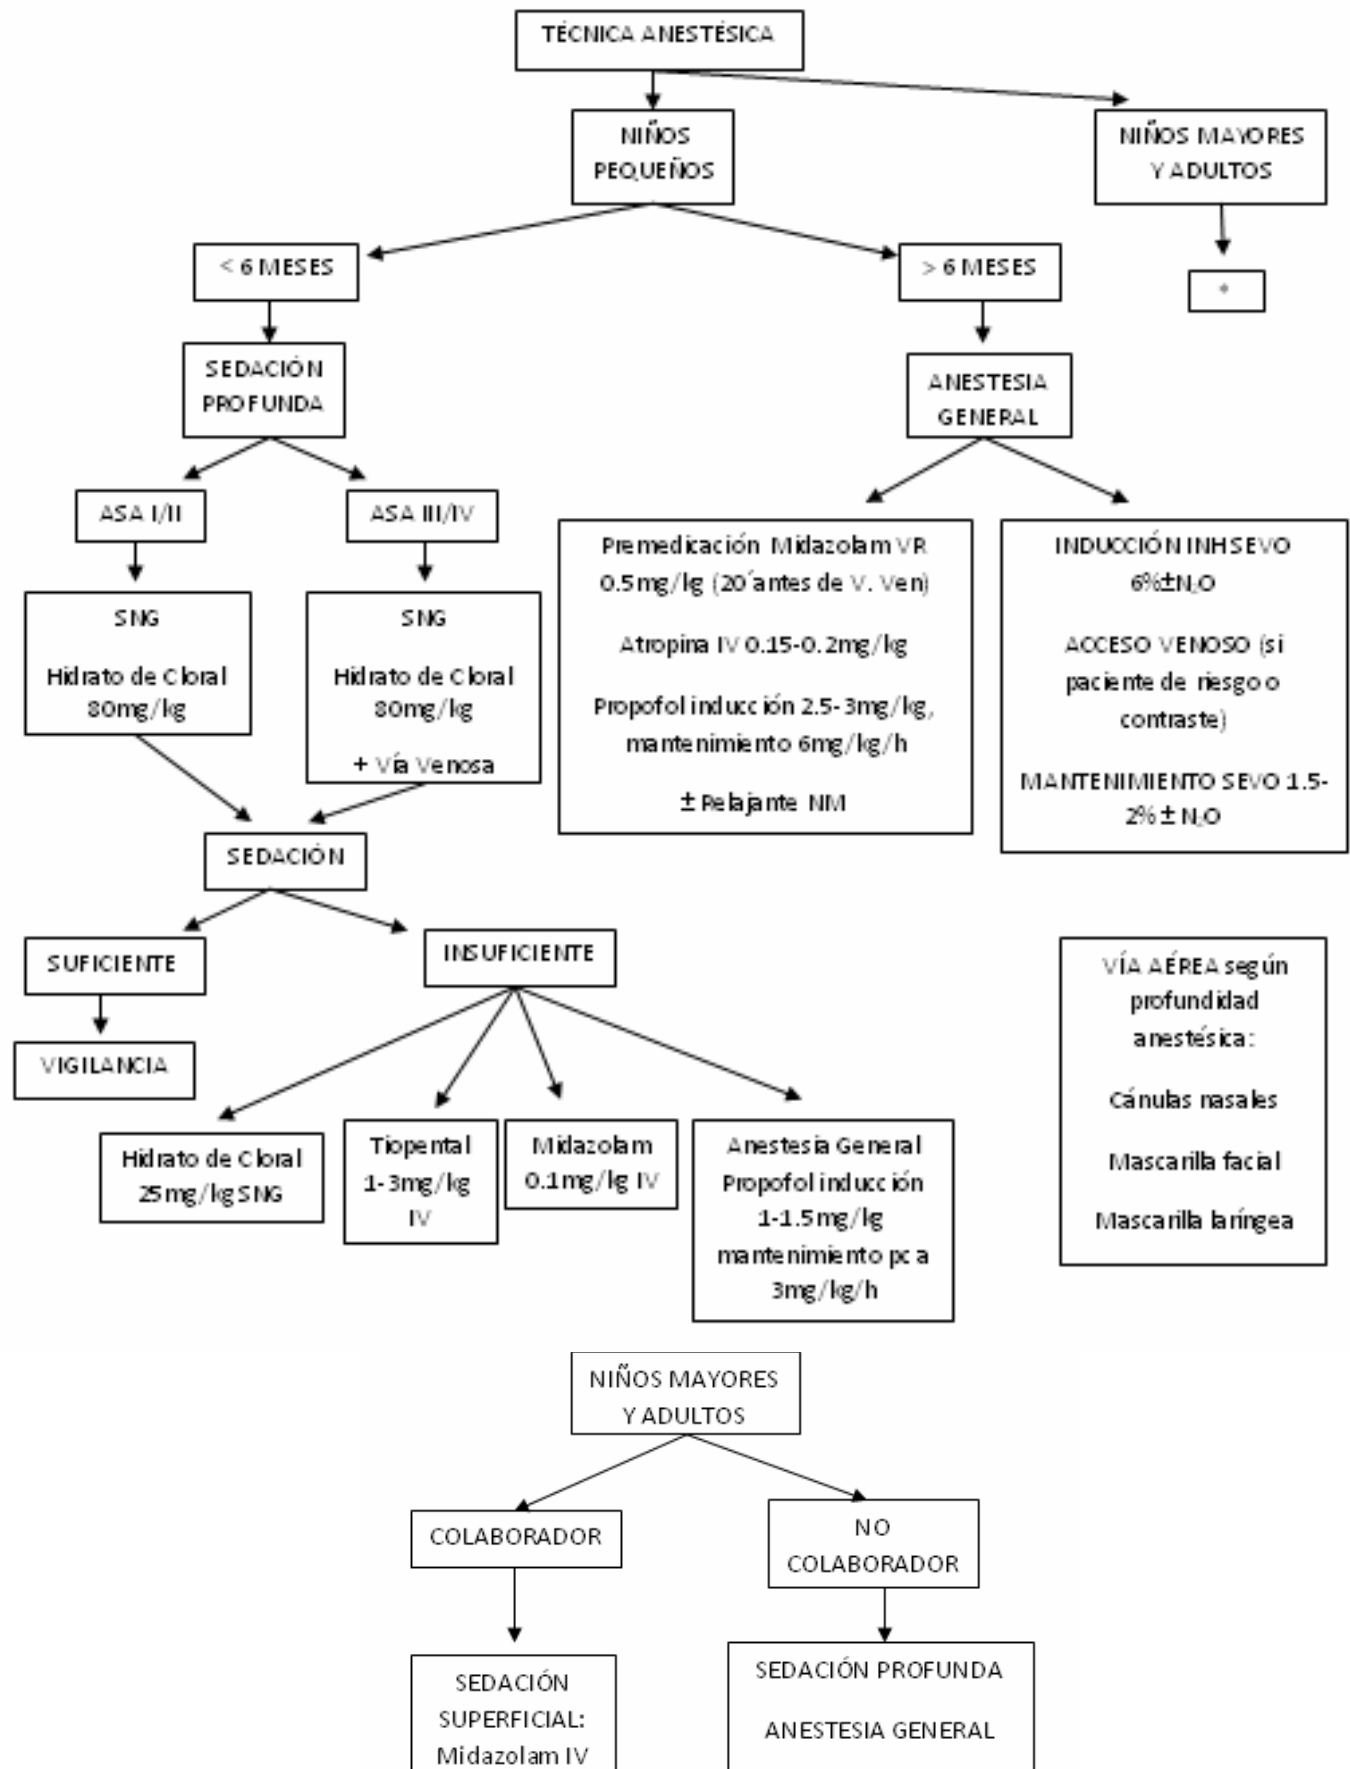 TÉCNICA ANESTÉSICA
NIÑOS
PEQUEÑOS
NIÑOS MAYORES
Y ADULTOS
< 6 MESES
> 6 MESES
*
SEDACIÓN
PROFUNDA
ANESTESIA
GENERAL
ASA I/II
ASA III/IV
SNG
Hidrato de Cloral
80mg/kg
SNG
Hidrato de Cloral
80mg/kg
+ Vía Venosa
Premedicación Midazolam VR
0.5mg/kg (20´antes de V. Ven)
Atropina IV 0.15-0.2mg/kg
Propofol inducción 2.5-3mg/kg,
mantenimiento 6mg/kg/h
± Relajante NM
INDUCCIÓN INH SEVO
6%±N₂O
ACCESO VENOSO (si
paciente de riesgo o
contraste)
MANTENIMIENTO SEVO 1.5-
2% ± N₂O
SEDACIÓN
SUFICIENTE
INSUFICIENTE
VIGILANCIA
Hidrato de Cloral
25mg/kg SNG
Tiopental
1-3mg/kg
IV
Midazolam
0.1mg/kg IV
Anestesia General
Propofol inducción
1-1.5mg/kg
mantenimiento pca
3mg/kg/h
VÍA AÉREA según
profundidad
anestésica:
Cánulas nasales
Mascarilla facial
Mascarilla laríngea
NIÑOS MAYORES
Y ADULTOS
COLABORADOR
NO
COLABORADOR
SEDACIÓN
SUPERFICIAL:
Midazolam IV
SEDACIÓN PROFUNDA
ANESTESIA GENERAL